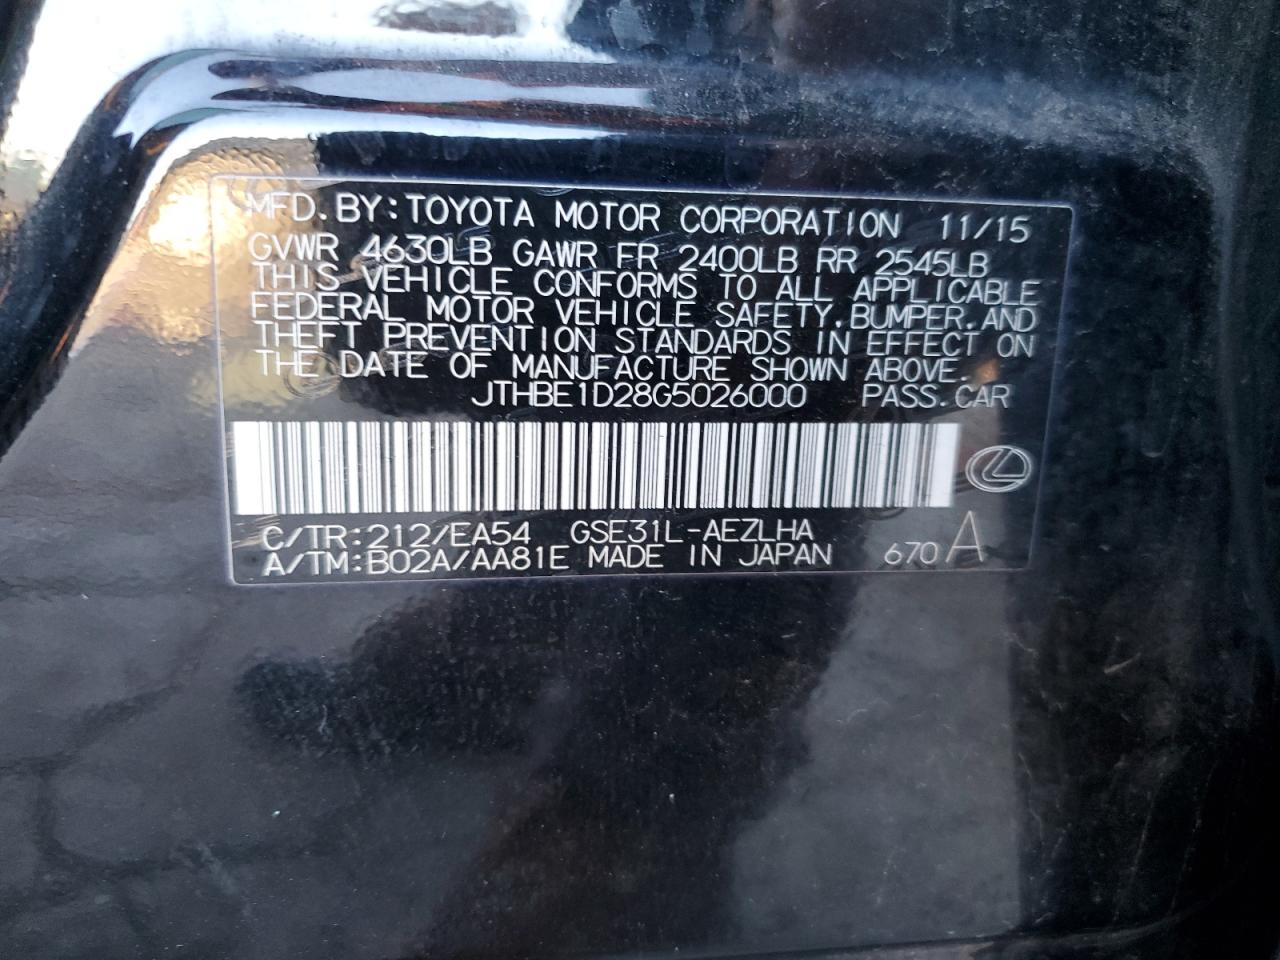 MFD. BY: TOYOTA MOTOR CORPORATION 11/15
GVWR 4630LB GAWR FR 2400LB RR 2545LB
THIS VEHICLE CONFORMS TO ALL APPLICABLE
FEDERAL MOTOR VEHICLE SAFETY, BUMPER, AND
THEFT PREVENTION STANDARDS IN EFFECT ON
THE DATE OF MANUFACTURE SHOWN ABOVE.
JTHBE1D28G5026000 PASS. CAR
C/TR: 212/EA54 GSE31L-AEZLHA
A/TM: B02A/AA81E MADE IN JAPAN 670 A